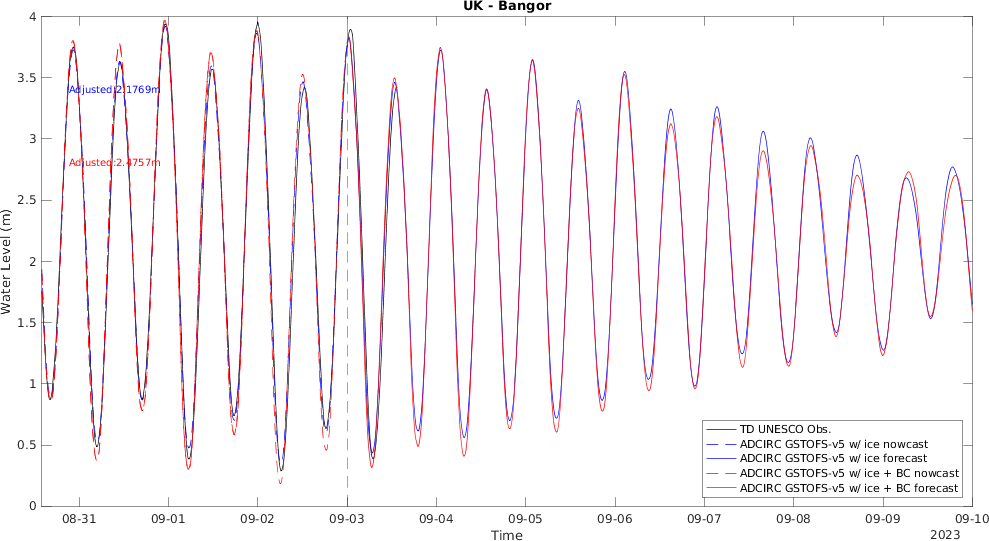 UK - Bangor
4
3.5
3
2.5
2
1.5
1
0.5
0
Water Level (m)
Adjusted:2.1769m
Adjusted:2.4757m
TD UNESCO Obs.
ADCIRC GSTOFS-v5 w/ ice nowcast
ADCIRC GSTOFS-v5 w/ ice forecast
ADCIRC GSTOFS-v5 w/ ice + BC nowcast
ADCIRC GSTOFS-v5 w/ ice + BC forecast
08-31 09-01 09-02 09-03 09-04 09-05 09-06 09-07 09-08 09-09 09-10
Time
2023